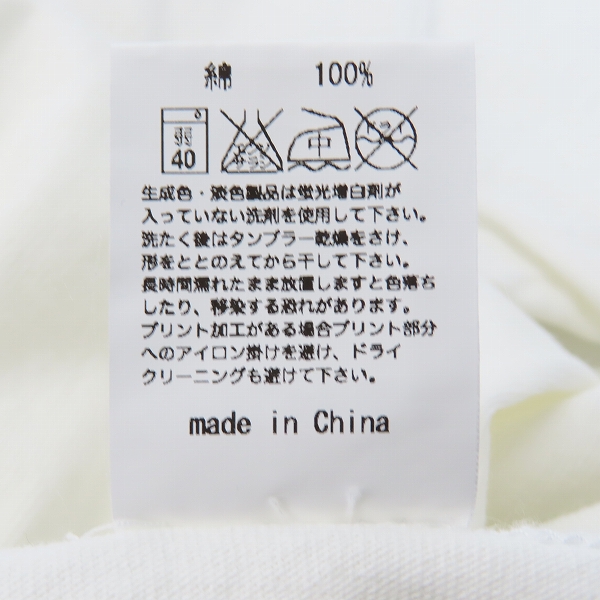 綿 100%
弱 中 ドライ
40
生成色・淡色製品は蛍光増白剤が
入っていない洗剤を使用して下さい。
洗たく後はタンブラー乾燥をさけ、
形をととのえてから干して下さい。
長時間濡れたまま放置しますと色落ち
したり、移染する恐れがあります。
プリント加工がある場合プリント部分
へのアイロン掛けを避け、ドライ
クリーニングも避けて下さい。
made in China